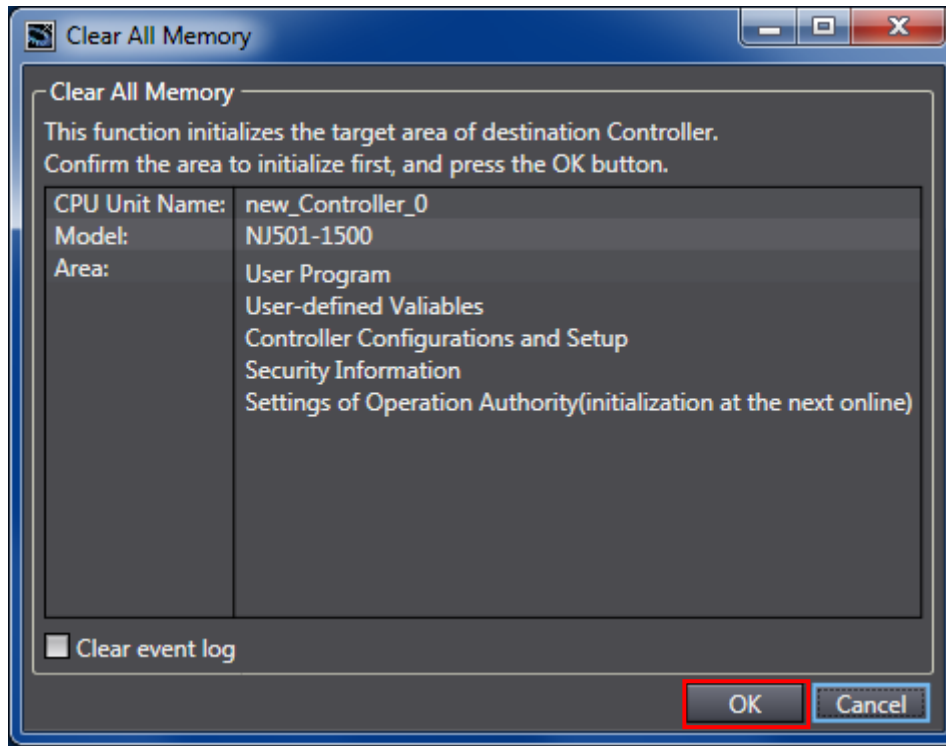 Clear All Memory
Clear All Memory
This function initializes the target area of destination Controller.
Confirm the area to initialize first, and press the OK button.
CPU Unit Name: new_Controller_0
Model: NJ501-1500
Area: User Program
User-defined Valiables
Controller Configurations and Setup
Security Information
Settings of Operation Authority(initialization at the next online)
Clear event log
OK Cancel